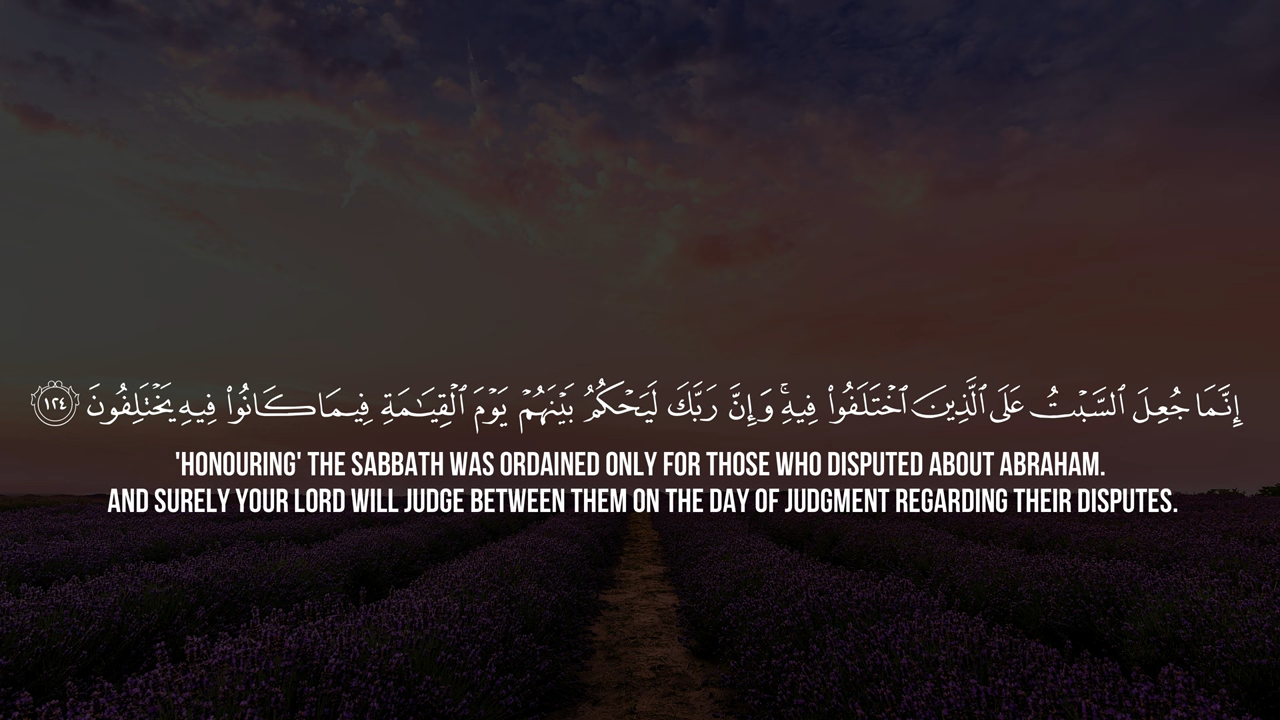 إِنَّمَا جُعِلَ ٱلسَّبْتُ عَلَى ٱلَّذِينَ ٱخْتَلَفُوا۟ فِيهِ ۚ وَإِنَّ رَبَّكَ لَيَحْكُمُ بَيْنَهُمْ يَوْمَ ٱلْقِيَـٰمَةِ فِيمَا كَانُوا۟ فِيهِ يَخْتَلِفُونَ ١٢٤
'HONOURING' THE SABBATH WAS ORDAINED ONLY FOR THOSE WHO DISPUTED ABOUT ABRAHAM.
AND SURELY YOUR LORD WILL JUDGE BETWEEN THEM ON THE DAY OF JUDGMENT REGARDING THEIR DISPUTES.